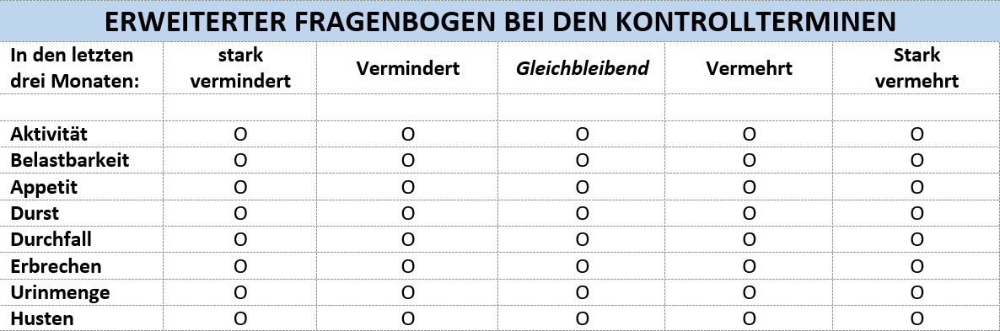 ERWEITERTER FRAGENBOGEN BEI DEN KONTROLLTERMINEN
In den letzten drei Monaten: stark vermindert Vermindert Gleichbleibend Vermehrt Stark vermehrt
Aktivität O O O O O
Belastbarkeit O O O O O
Appetit O O O O O
Durst O O O O O
Durchfall O O O O O
Erbrechen O O O O O
Urinmenge O O O O O
Husten O O O O O